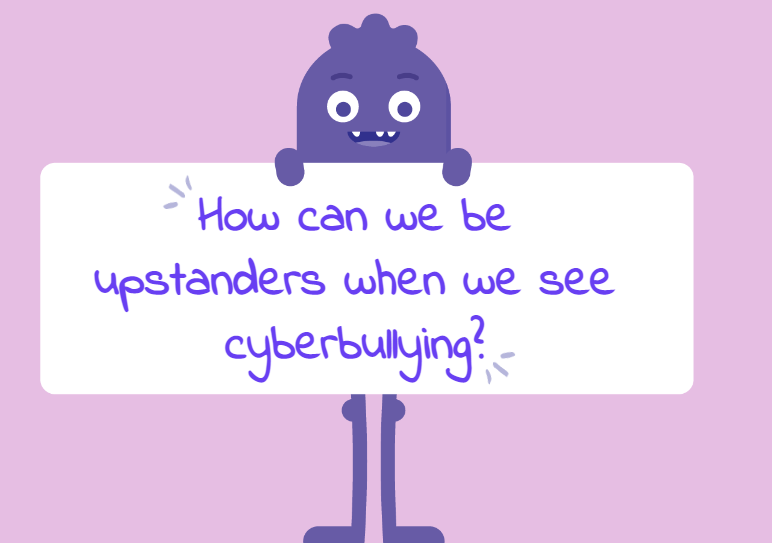 How can we be
upstanders when we see
cyberbullying?